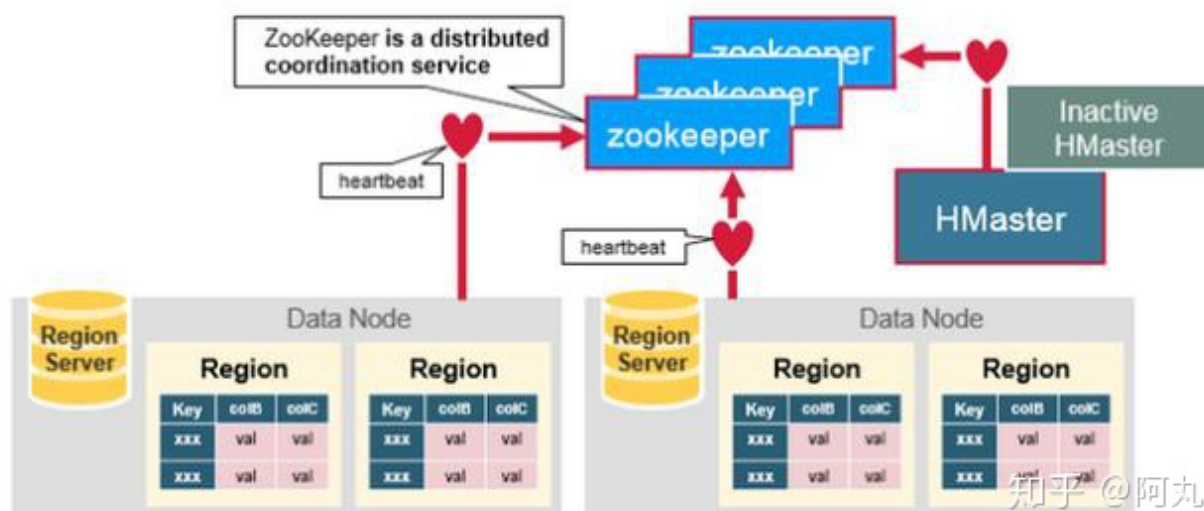 ZooKeeper is a distributed
coordination service
zookeeper
zookeeper
zookeeper
Inactive
HMaster
HMaster
heartbeat
heartbeat
Region
Server
Data Node
Region
Key colB colC
xxx val val
xxx val val
Region
Key colB colC
xxx val val
xxx val val
Region
Server
Data Node
Region
Key colB colC
xxx val val
xxx val val
Region
Key colB colC
xxx val val
xxx val val
知乎 @阿丸